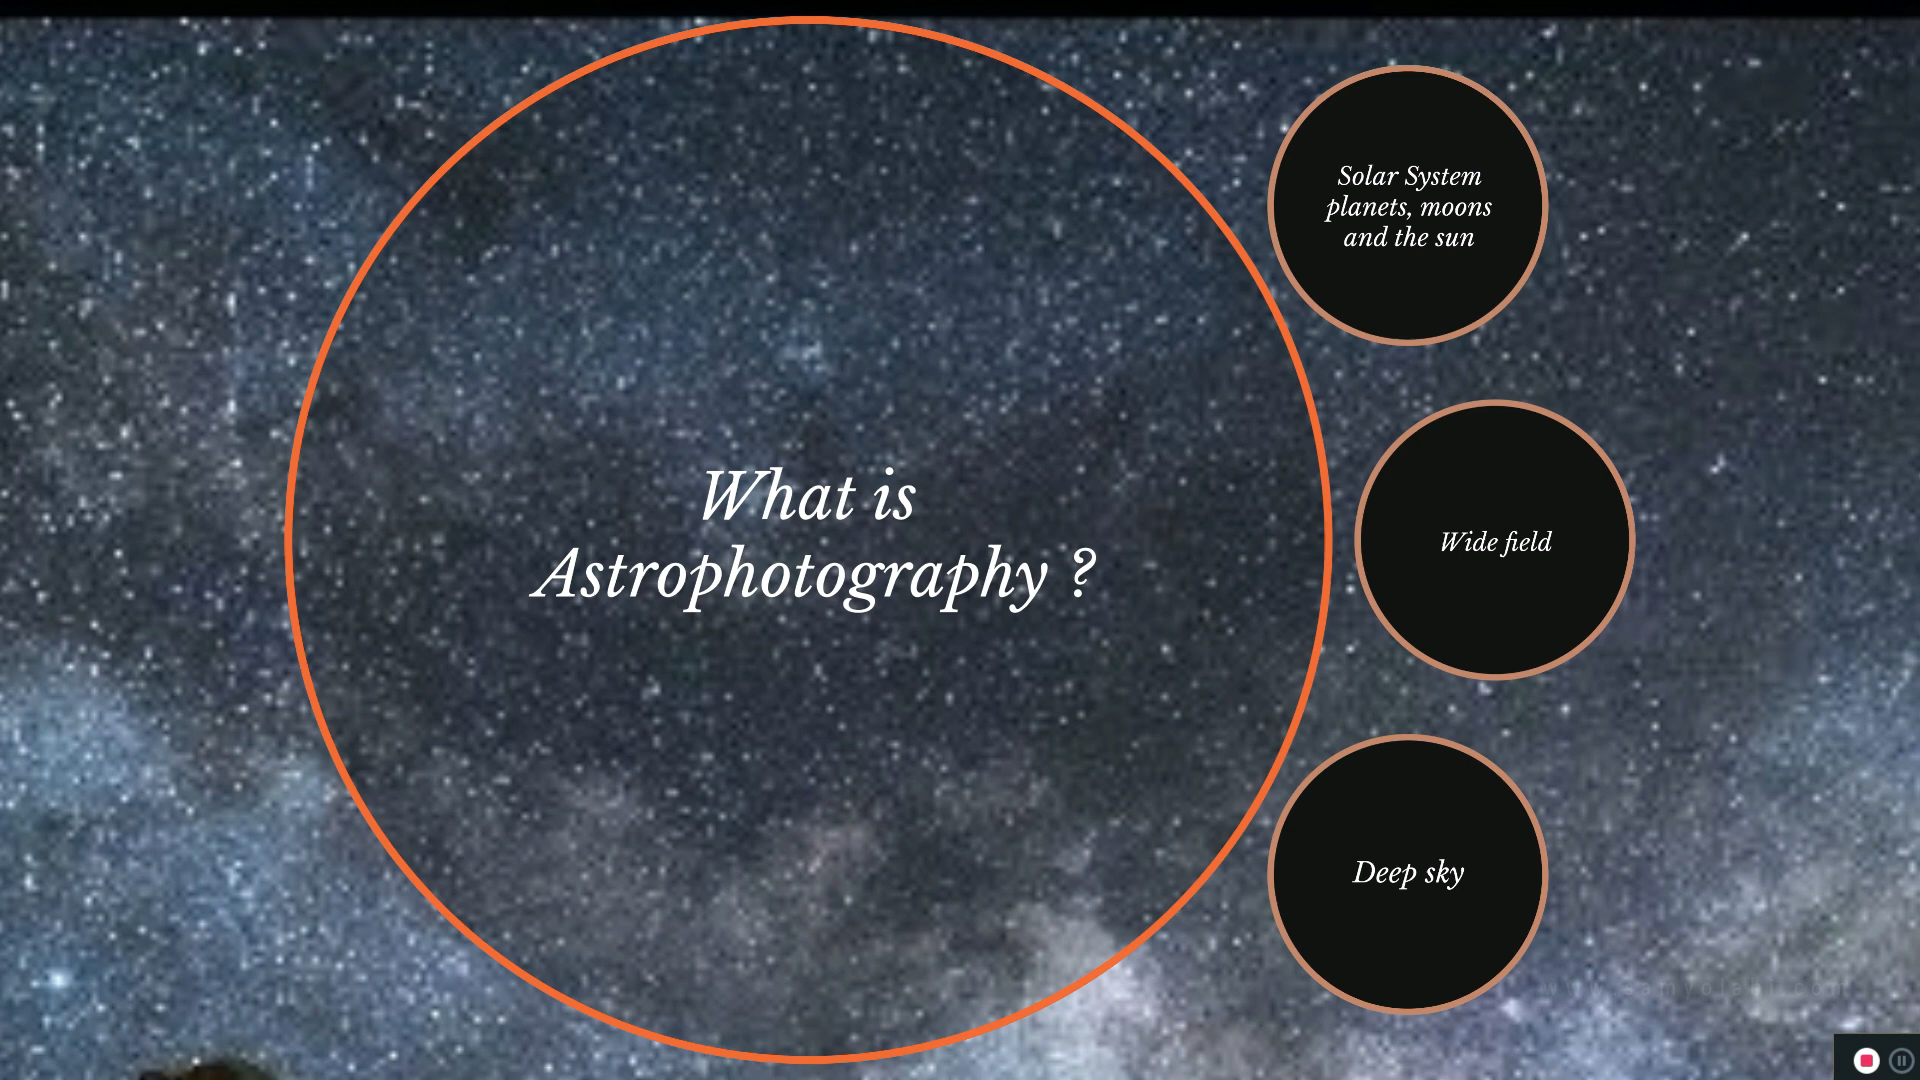 What is
Astrophotography ?
Solar System
planets, moons
and the sun
Wide field
Deep sky